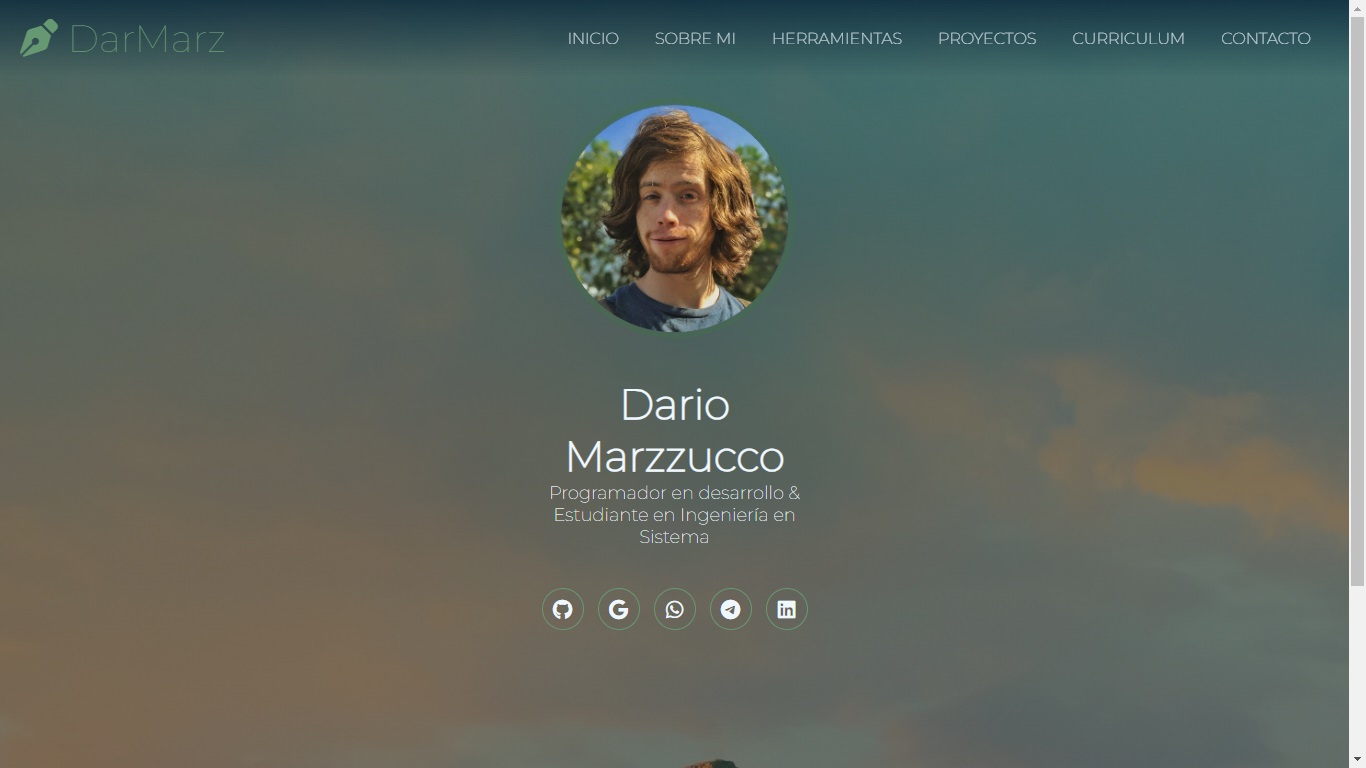 DarMarz
INICIO SOBRE MI HERRAMIENTAS PROYECTOS CURRICULUM CONTACTO
Dario
Marzzucco
Programador en desarrollo &
Estudiante en Ingeniería en
Sistema